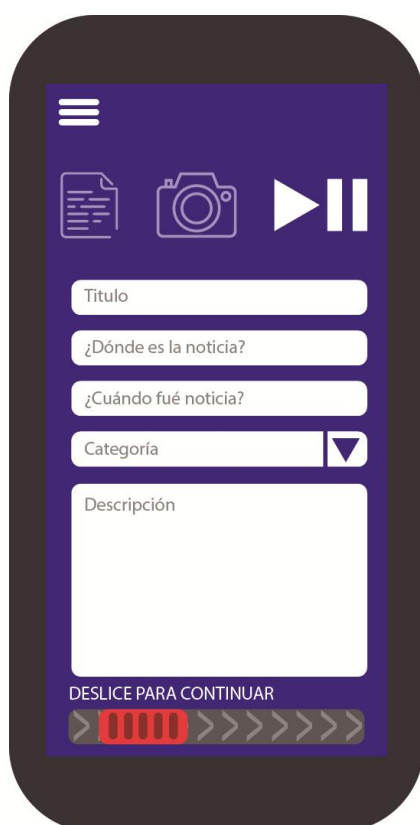 Titulo
¿Dónde es la noticia?
¿Cuándo fué noticia?
Categoría
Descripción
DESLICE PARA CONTINUAR